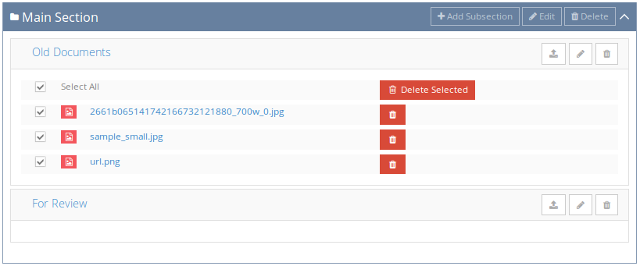 Main Section
Add Subsection
Edit
Delete
Old Documents
Select All
Delete Selected
2661b065141742166732121880_700w_0.jpg
sample_small.jpg
url.png
For Review